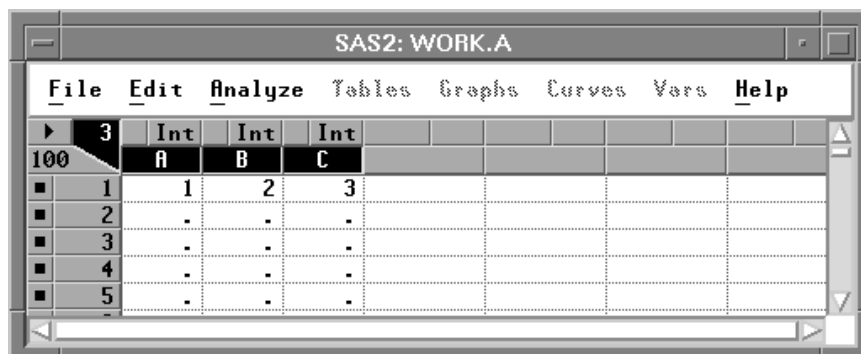 SAS2: WORK.A
File Edit Analyze Tables Graphs Curves Vars Help
3 Int Int Int
100 A B C
1 1 2 3
2 . . .
3 . . .
4 . . .
5 . . .